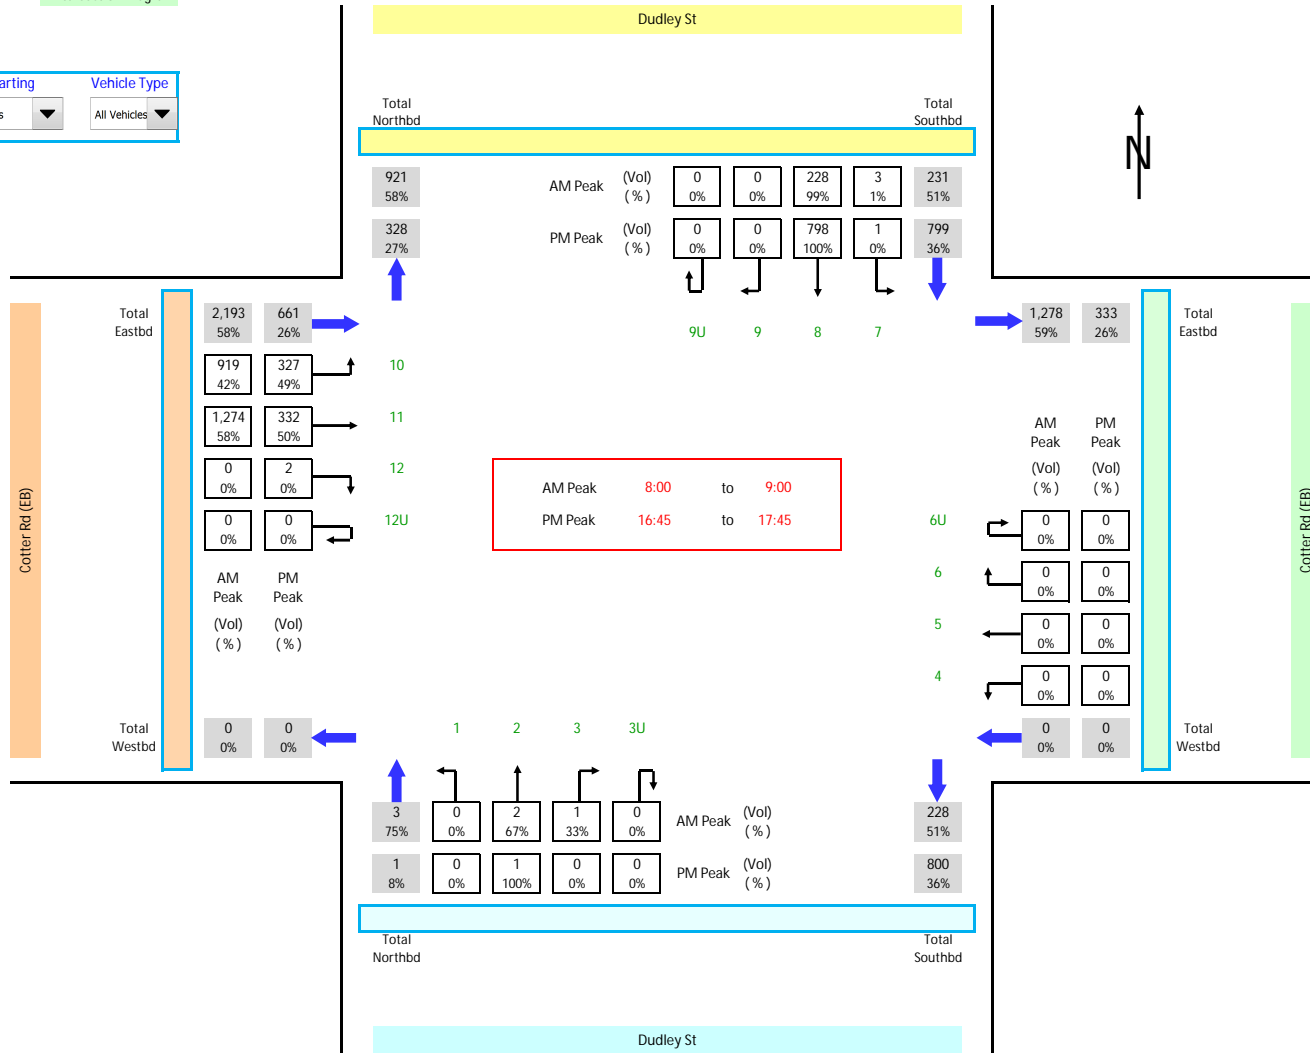 Dudley St
arting Vehicle Type
s All Vehicles
Total Northbd
Total Southbd
N
921 58%
AM Peak (Vol) (%) 0 0% 0 0% 228 99% 3 1% 231 51%
328 27%
PM Peak (Vol) (%) 0 0% 0 0% 798 100% 1 0% 799 36%
Total Eastbd
2,193 58% 661 26%
9U 9 8 7
1,278 59% 333 26%
Total Eastbd
919 42% 327 49% 10
1,274 58% 332 50% 11
0 0% 2 0% 12
0 0% 0 0% 12U
AM Peak (Vol) (%)
PM Peak (Vol) (%)
Cotter Rd (EB)
AM Peak 8:00 to 9:00
PM Peak 16:45 to 17:45
AM Peak (Vol) (%)
PM Peak (Vol) (%)
6U 0 0% 0 0%
6 0 0% 0 0%
5 0 0% 0 0%
4 0 0% 0 0%
Cotter Rd (EB)
Total Westbd
0 0% 0 0%
1 2 3 3U
0 0% 0 0%
Total Westbd
3 75% 0 0% 2 67% 1 33% 0 0% AM Peak (Vol) (%) 228 51%
1 8% 0 0% 1 100% 0 0% 0 0% PM Peak (Vol) (%) 800 36%
Total Northbd
Total Southbd
Dudley St